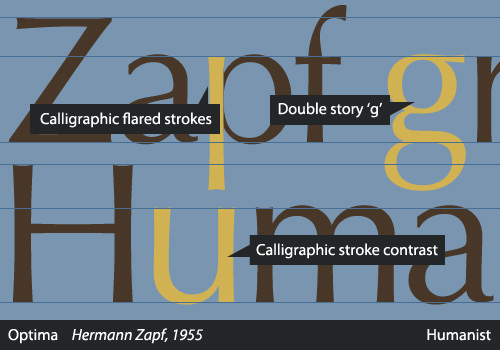 Zapf gr
Calligraphic flared strokes
Double story ‘g’
Huma
Calligraphic stroke contrast
Optima Hermann Zapf, 1955 Humanist